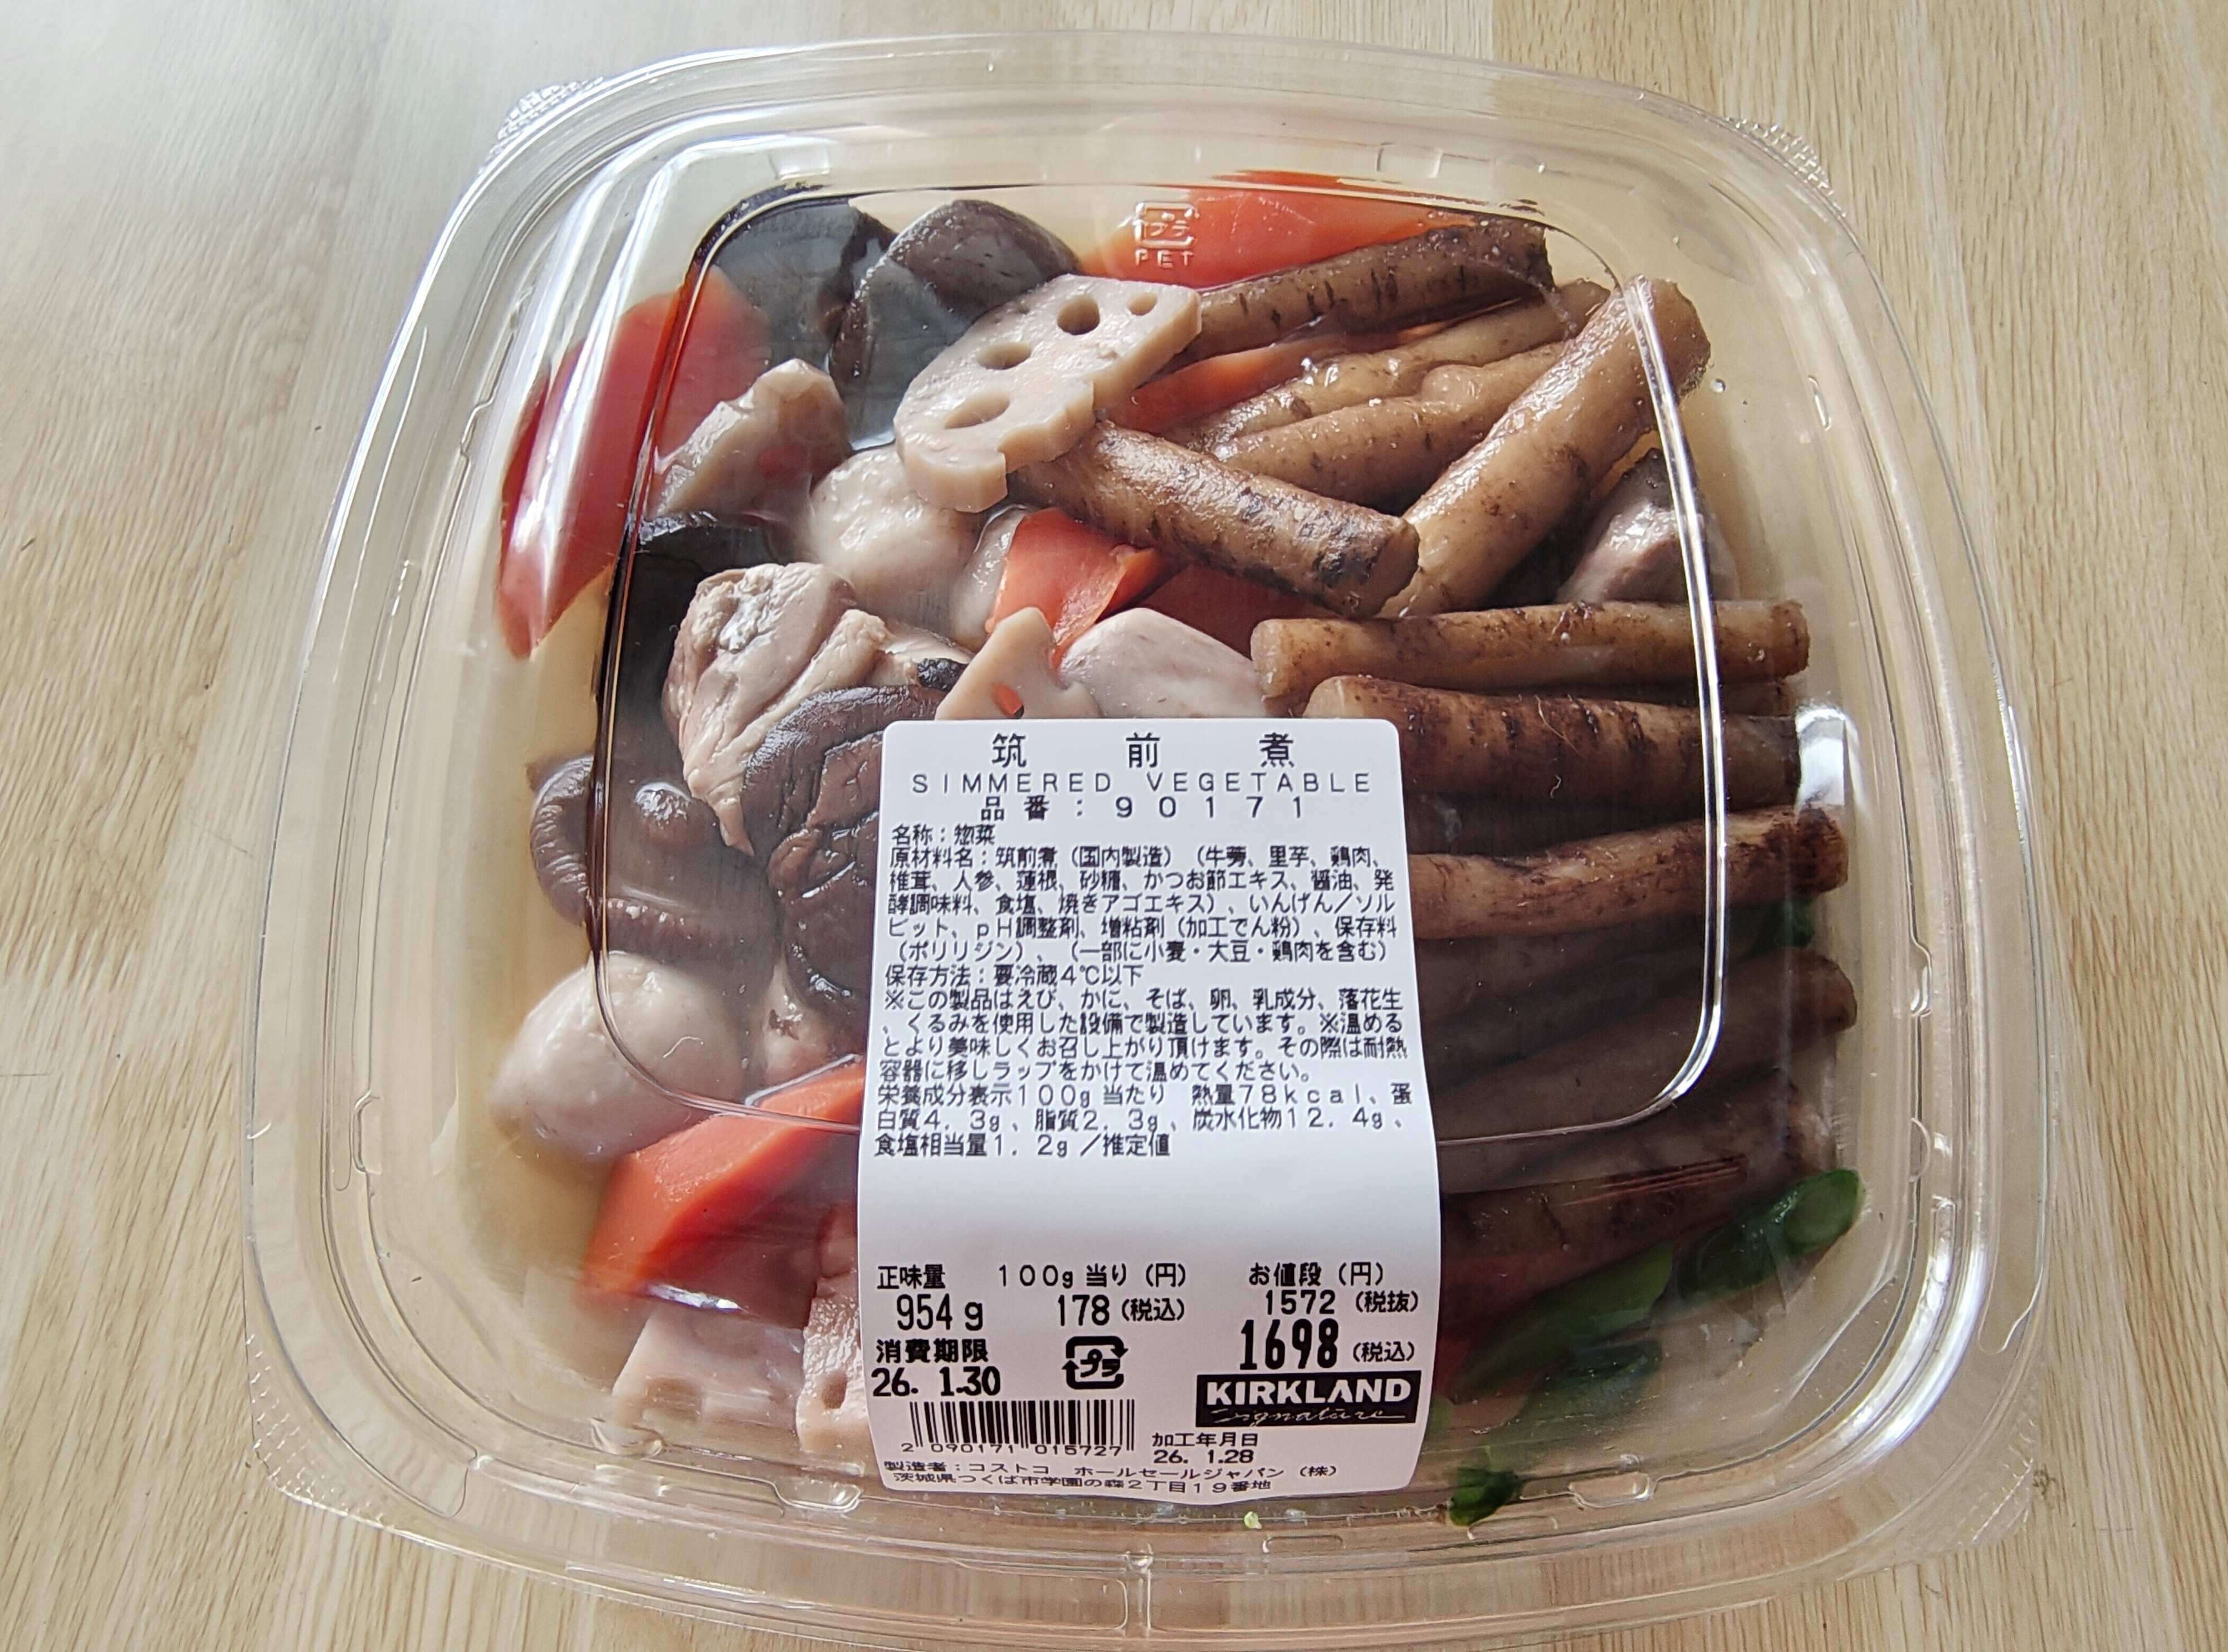 プラ
PET
筑前煮
SIMMERED VEGETABLE
品番：90171
名称：惣菜
原材料名：筑前煮（国内製造）（牛蒡、里芋、鶏肉、
椎茸、人参、蓮根、砂糖、かつお節エキス、醤油、発
酵調味料、食塩、焼きアゴエキス）、いんげん／ソル
ビット、pH調整剤、増粘剤（加工でん粉）、保存料
（ポリリジン）、（一部に小麦・大豆・鶏肉を含む）
保存方法：要冷蔵4℃以下
※この製品はえび、かに、そば、卵、乳成分、落花生
、くるみを使用した設備で製造しています。※温める
とより美味しくお召し上がり頂けます。その際は耐熱
容器に移しラップをかけて温めてください。
栄養成分表示100g当たり 熱量78kcal、蛋
白質4．3g、脂質2．3g、炭水化物12．4g、
食塩相当量1．2g／推定値
正味量 100g当り（円） お値段（円）
954g 178（税込） 1572（税抜）
1698（税込）
消費期限
26. 1.30
プラ
KIRKLAND
Signature
2 090171 015727
加工年月日
26. 1.28
製造者：コストコ ホールセールジャパン（株）
茨城県つくば市学園の森2丁目19番地